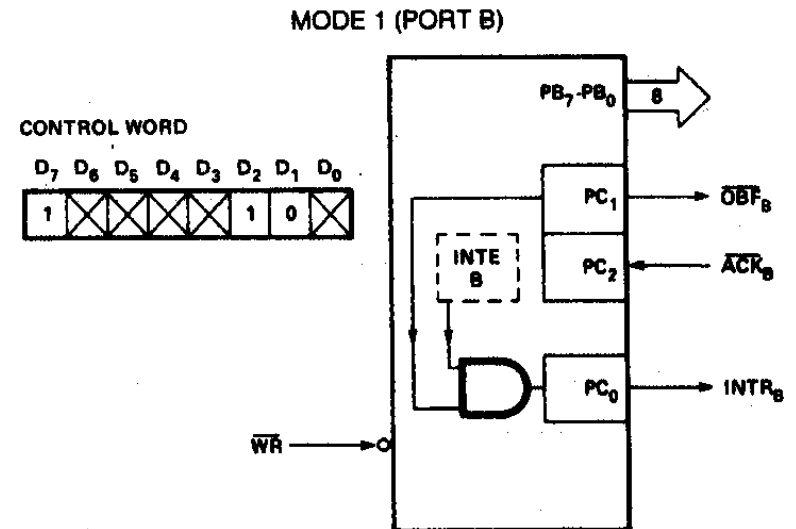 MODE 1 (PORT B)
CONTROL WORD
D7 D6 D5 D4 D3 D2 D1 D0
1 1 0
PB7-PB0 8
PC1 OBFB
INTE
B
PC2 ACKB
PC0 INTRB
WR